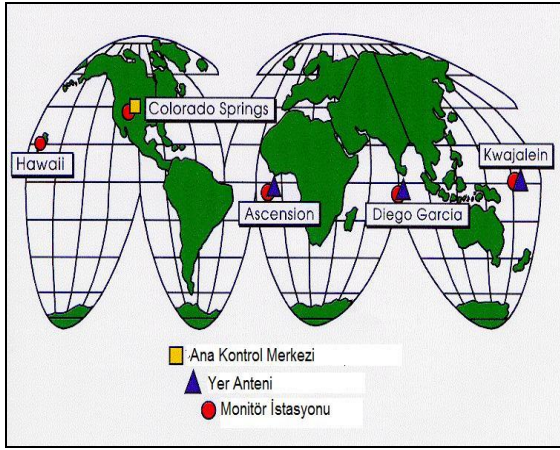 Colorado Springs
Hawaii
Kwajalein
Ascension
Diego Garcia
Ana Kontrol Merkezi
Yer Anteni
Monitör İstasyonu